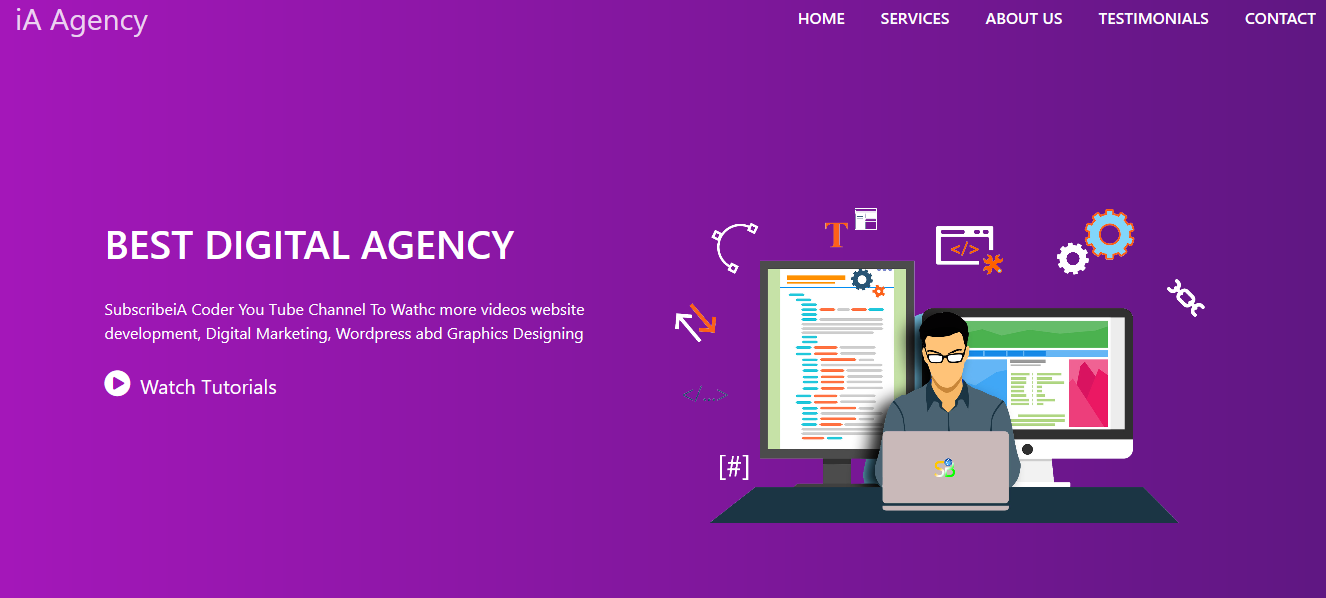 iA Agency
HOME SERVICES ABOUT US TESTIMONIALS CONTACT
BEST DIGITAL AGENCY
SubscribeiA Coder You Tube Channel To Wathc more videos website
development, Digital Marketing, Wordpress abd Graphics Designing
Watch Tutorials
T
</>
</>
[#]